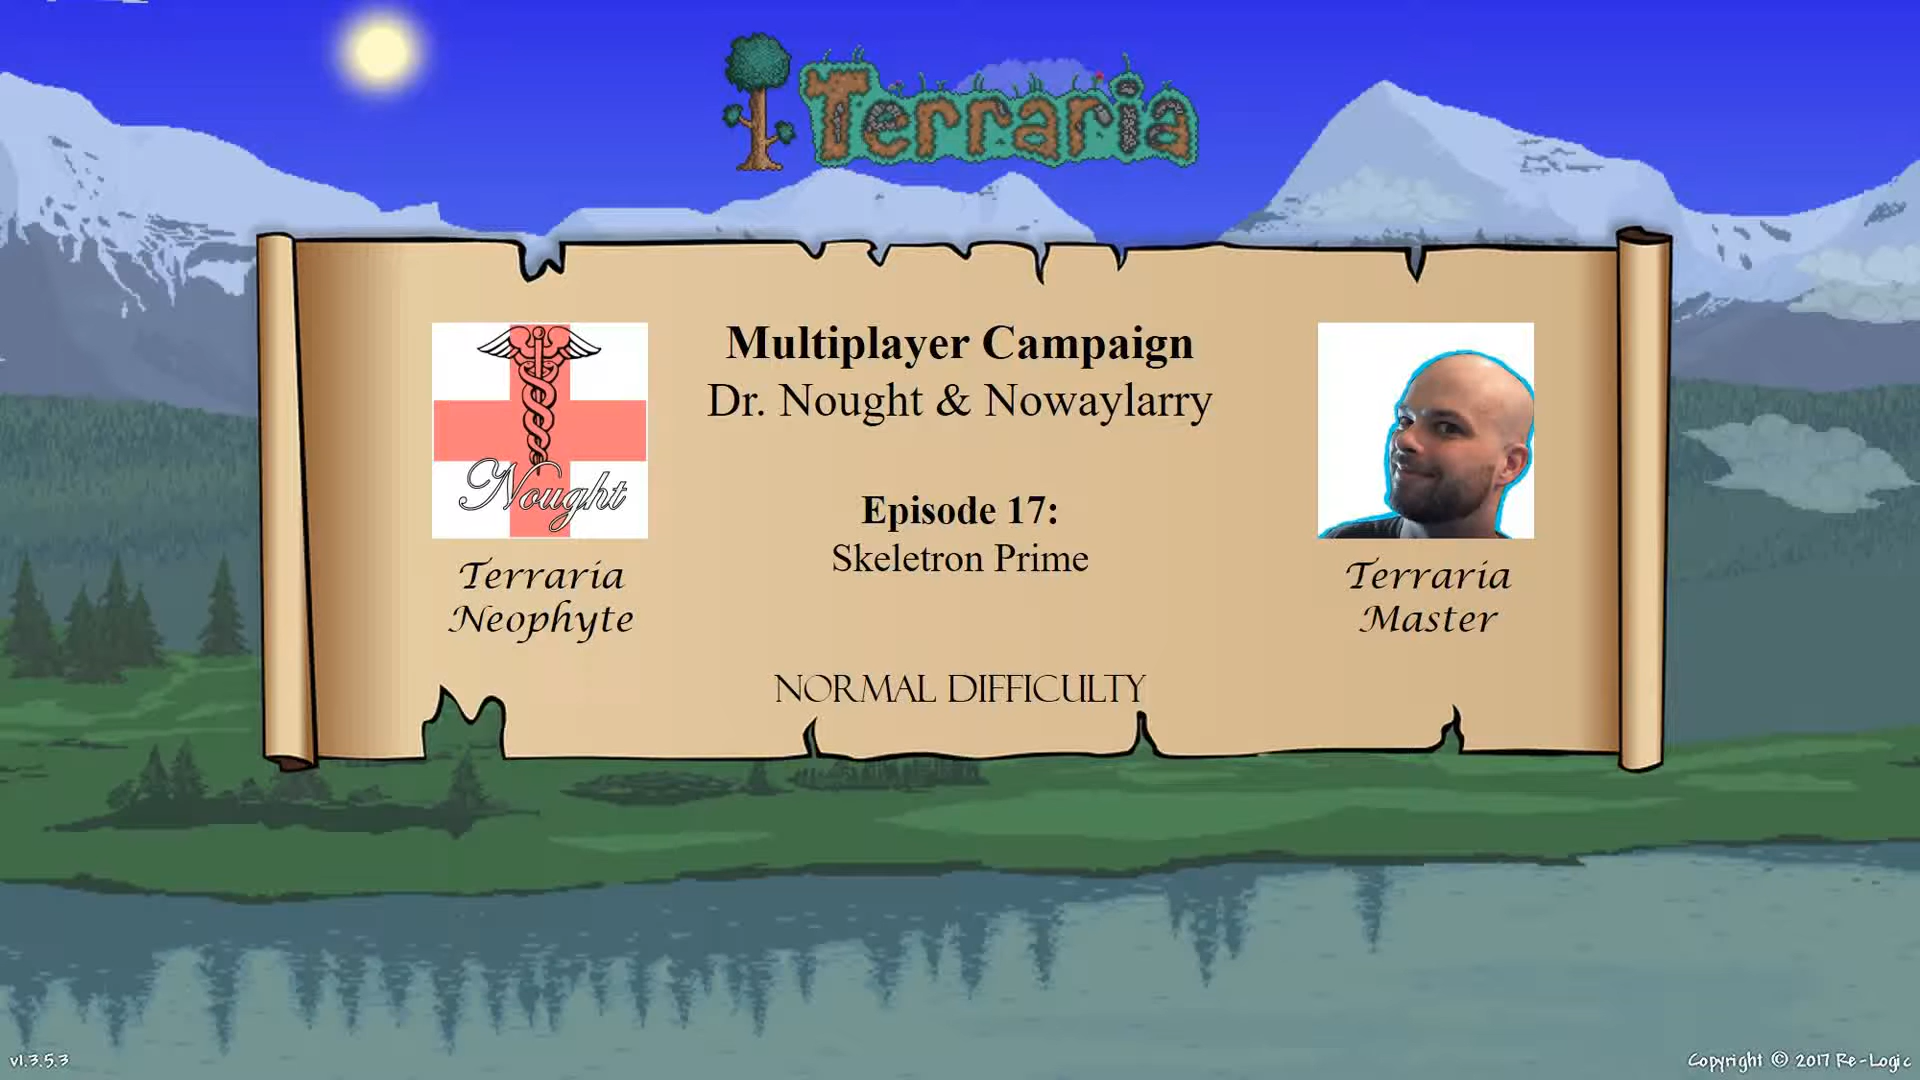 Terraria
Multiplayer Campaign
Dr. Nought & Nowaylarry
Episode 17:
Skeletron Prime
NORMAL DIFFICULTY
Nought
Terraria
Neophyte
Terraria
Master
v1.3.5.3
Copyright © 2017 Re-Logic